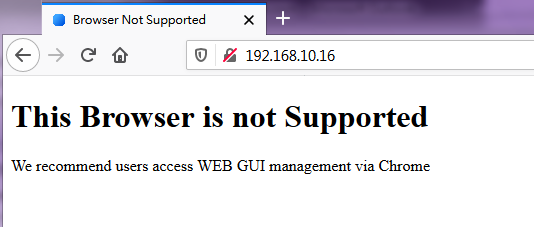 Browser Not Supported
192.168.10.16
This Browser is not Supported
We recommend users access WEB GUI management via Chrome